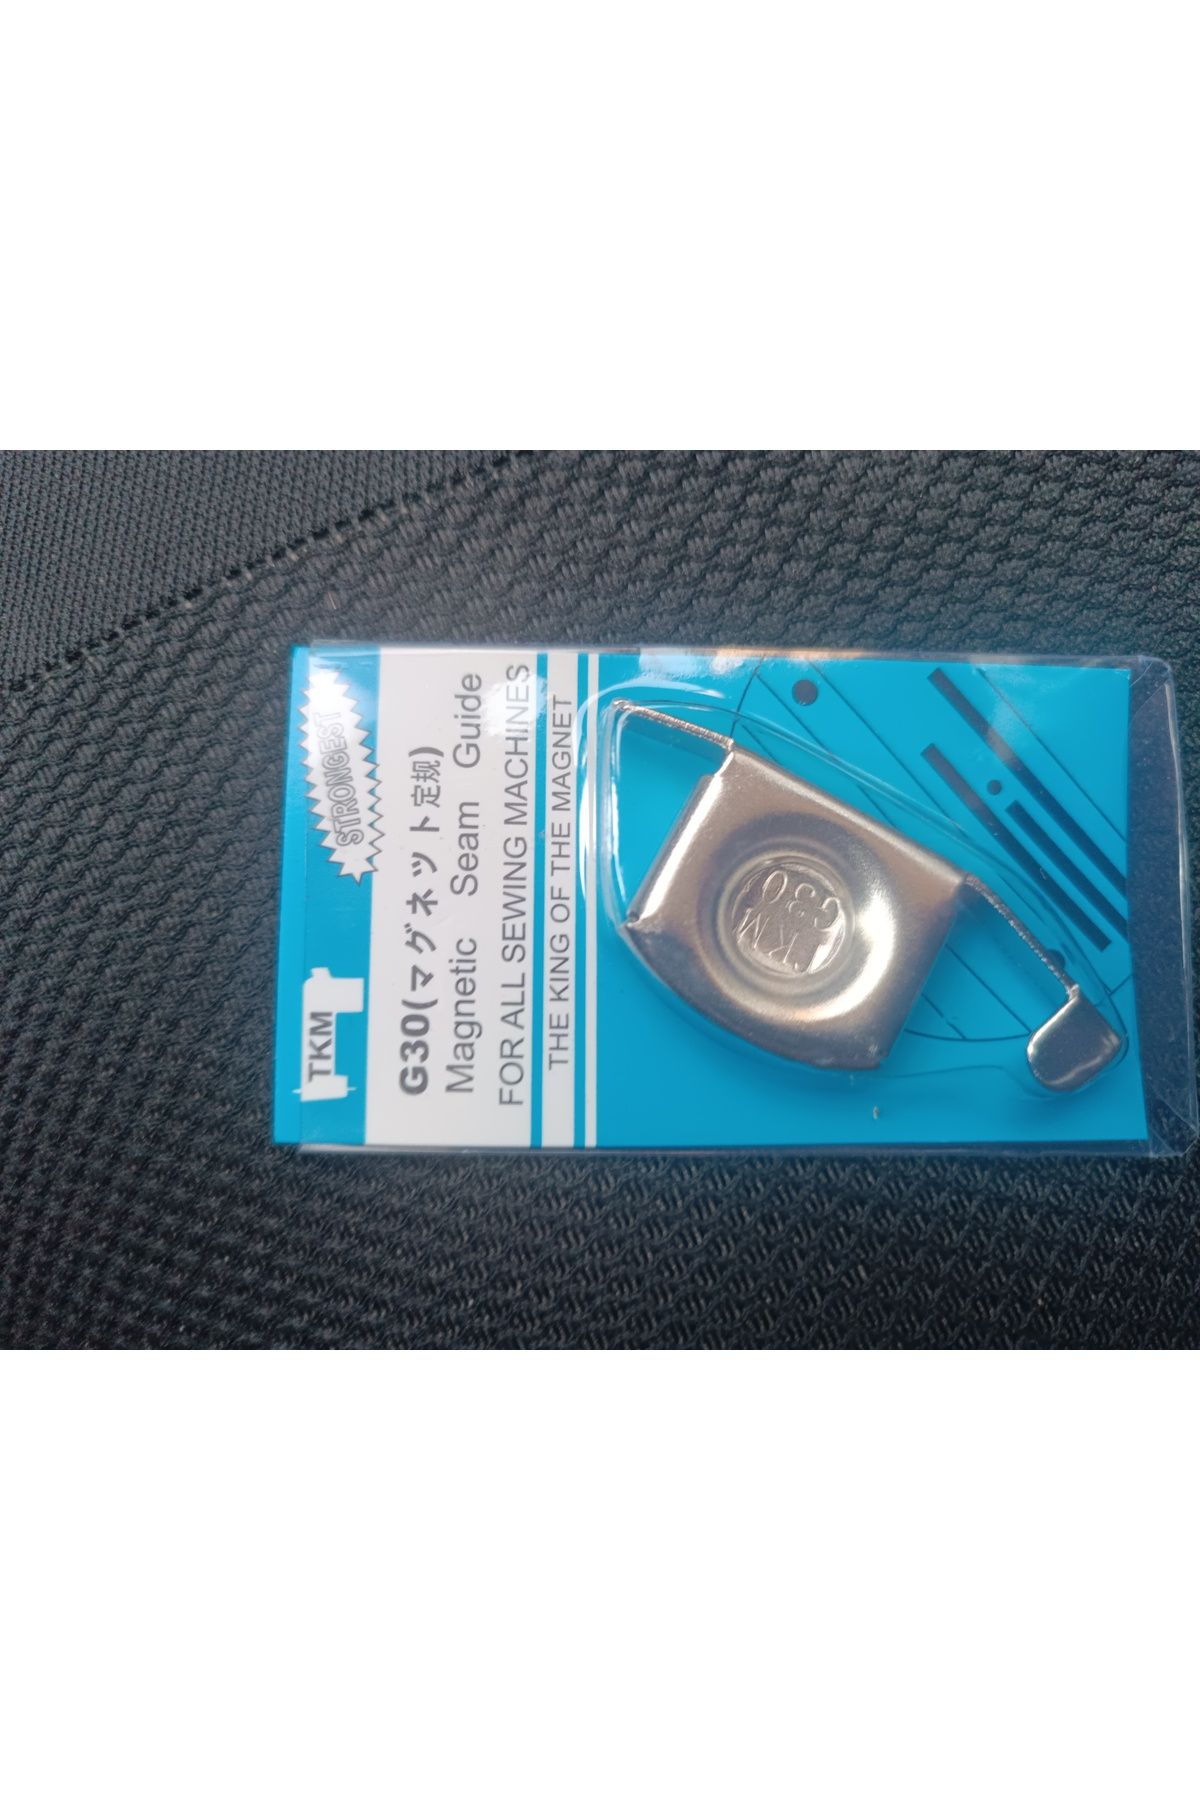 TKM
STRONGEST
G30(マグネット定规)
Magnetic Seam Guide
FOR ALL SEWING MACHINES
THE KING OF THE MAGNET
TKM
G30